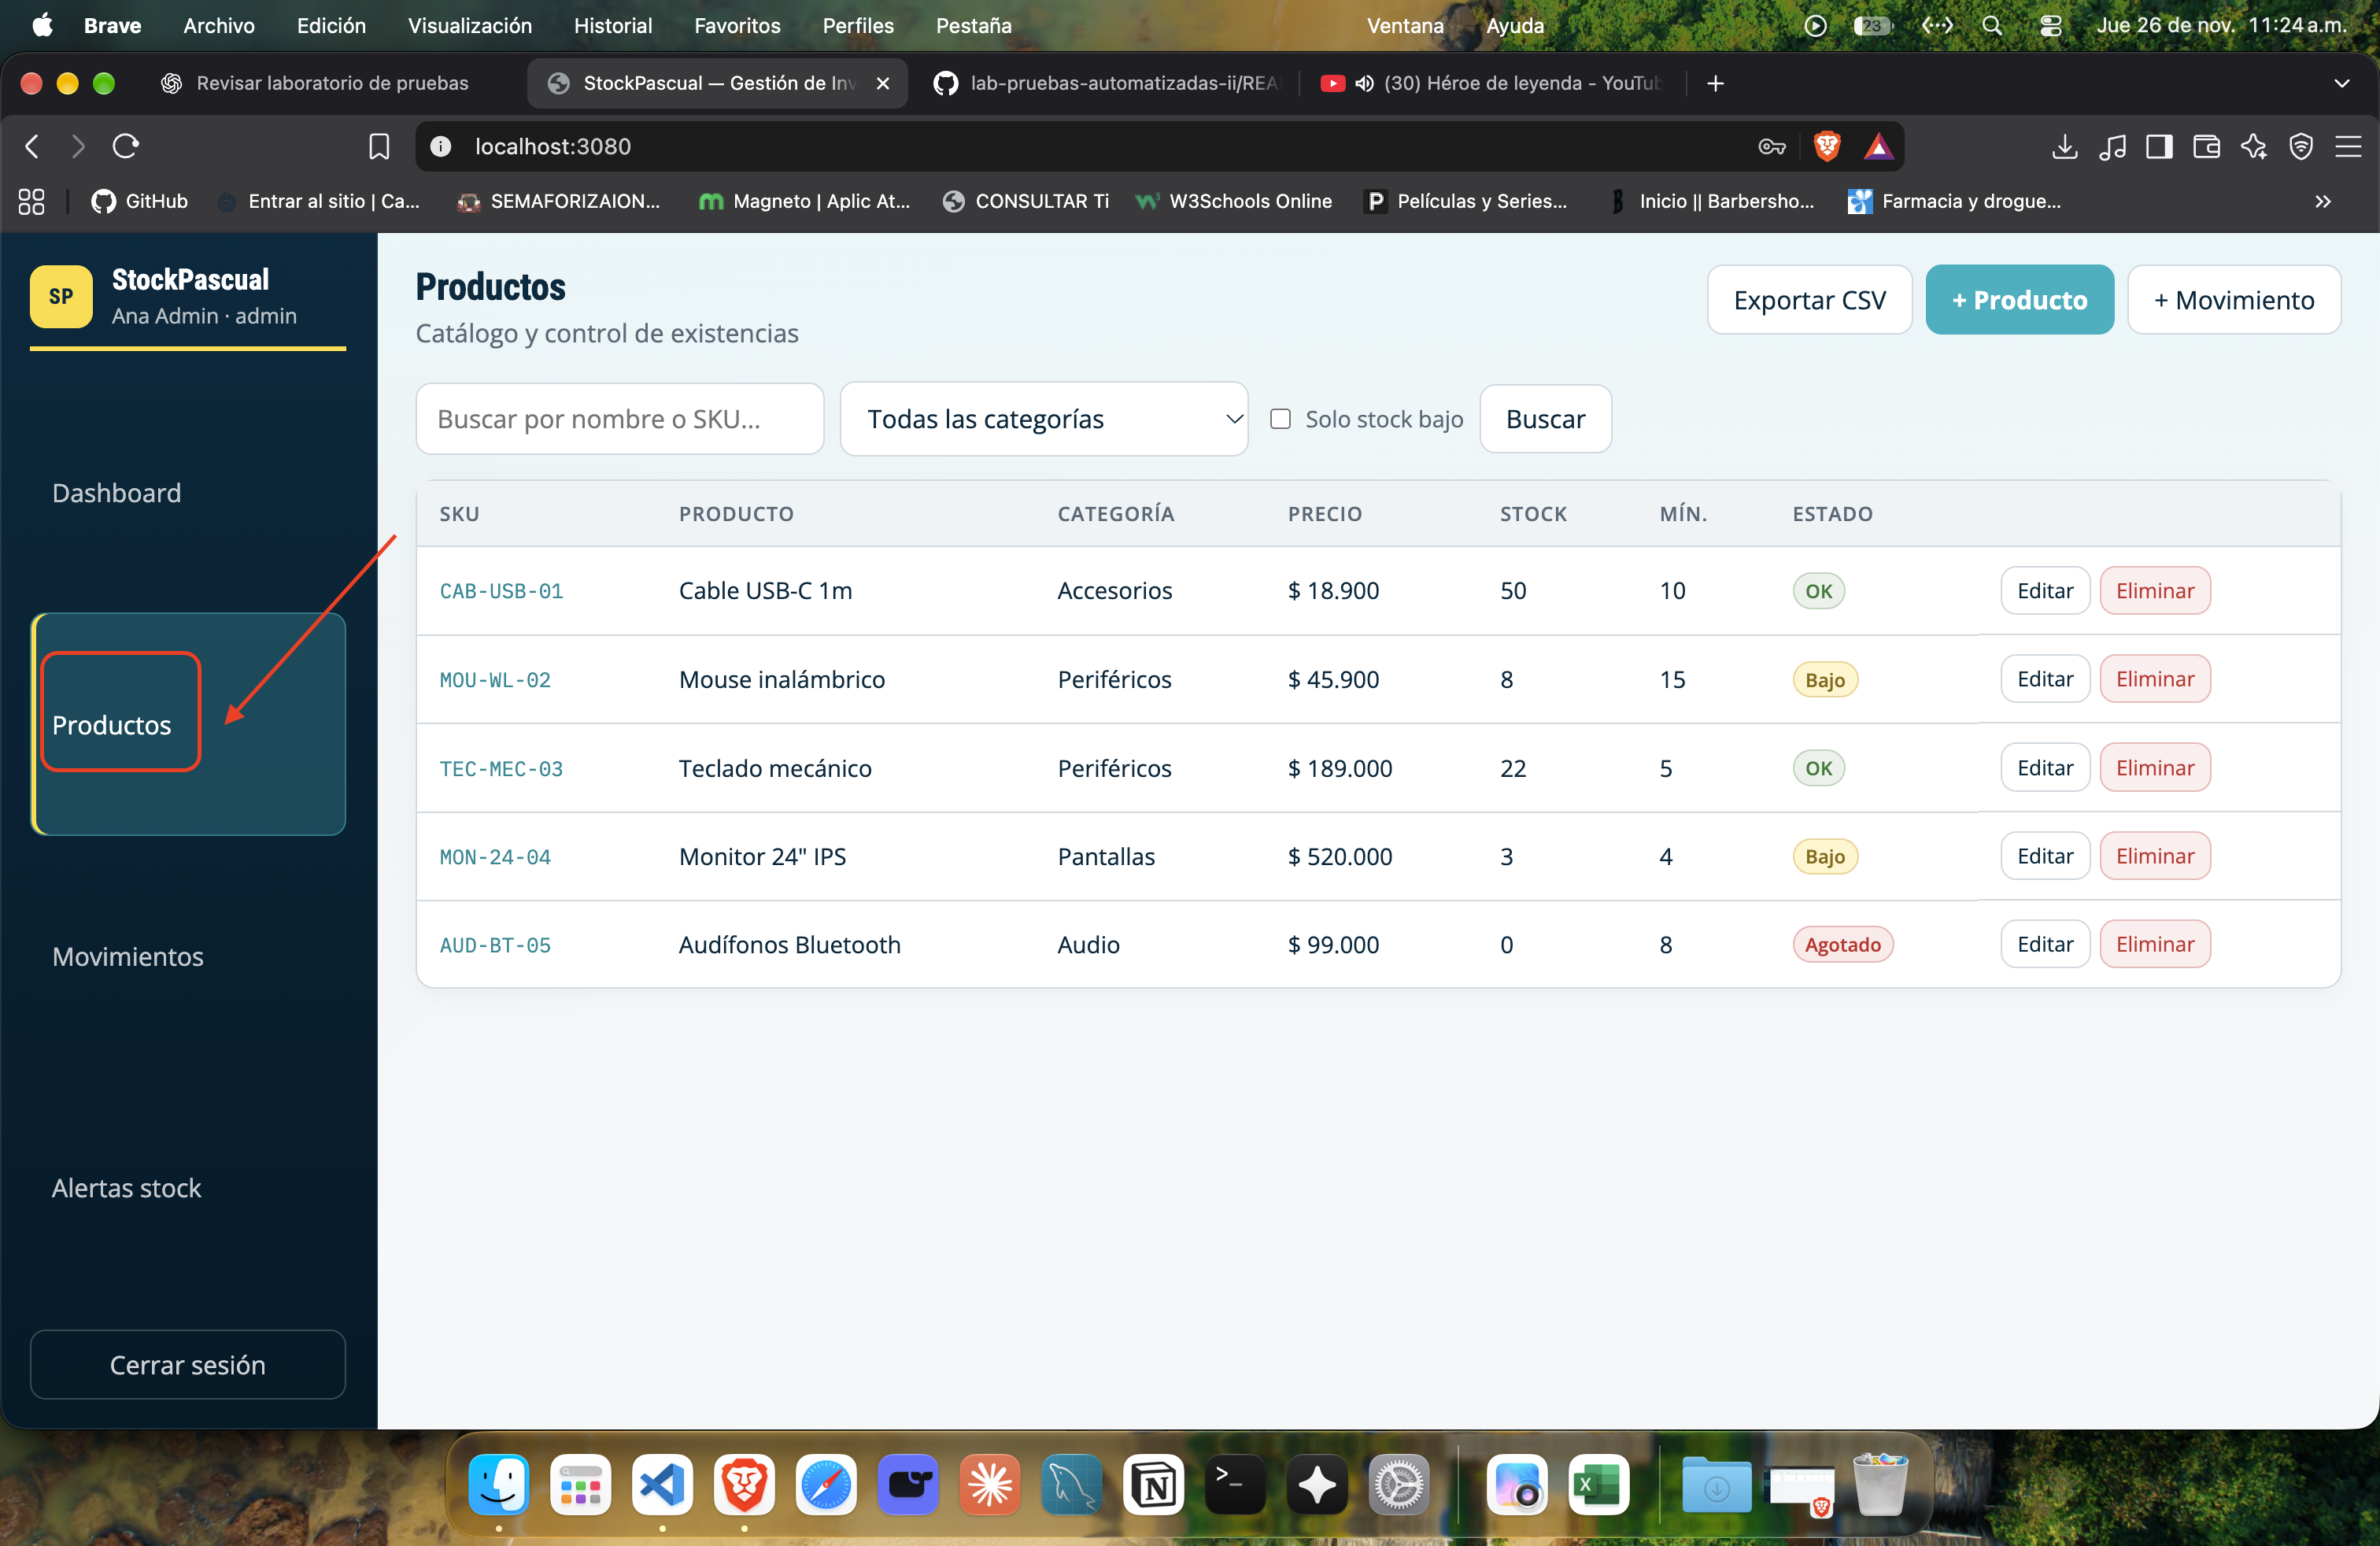 Brave Archivo Edición Visualización Historial Favoritos Perfiles Pestaña Ventana Ayuda 23 Jue 26 de nov. 11:24 a.m.
Revisar laboratorio de pruebas StockPascual — Gestión de Inv lab-pruebas-automatizadas-ii/REA (30) Héroe de leyenda - YouTub
localhost:3080
GitHub Entrar al sitio | Ca... SEMAFORIZAION... Magneto | Aplic At... CONSULTAR Ti W3Schools Online Películas y Series... Inicio || Barbersho... Farmacia y drogue...
SP
StockPascual
Ana Admin · admin
Dashboard
Productos
Movimientos
Alertas stock
Cerrar sesión
Productos
Catálogo y control de existencias
Exportar CSV + Producto + Movimiento
Buscar por nombre o SKU... Todas las categorías Solo stock bajo Buscar
SKU PRODUCTO CATEGORÍA PRECIO STOCK MÍN. ESTADO
CAB-USB-01 Cable USB-C 1m Accesorios $ 18.900 50 10 OK Editar Eliminar
MOU-WL-02 Mouse inalámbrico Periféricos $ 45.900 8 15 Bajo Editar Eliminar
TEC-MEC-03 Teclado mecánico Periféricos $ 189.000 22 5 OK Editar Eliminar
MON-24-04 Monitor 24" IPS Pantallas $ 520.000 3 4 Bajo Editar Eliminar
AUD-BT-05 Audífonos Bluetooth Audio $ 99.000 0 8 Agotado Editar Eliminar